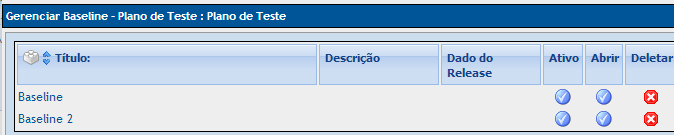 Gerenciar Baseline - Plano de Teste : Plano de Teste
Título: Descrição Dado do Release Ativo Abrir Deletar
Baseline
Baseline 2